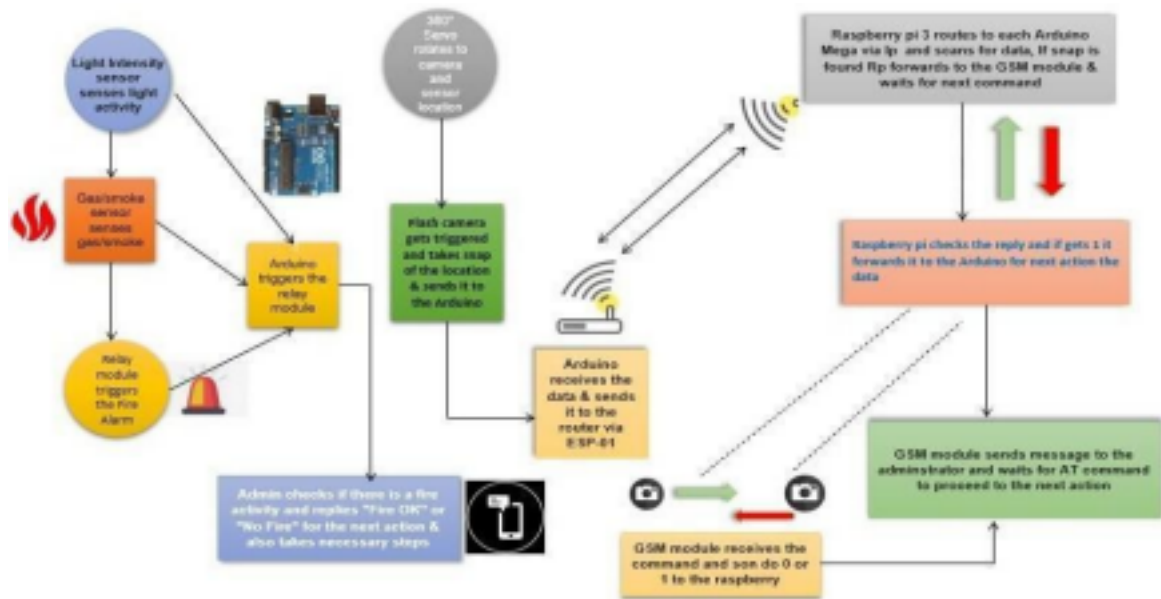 Light Intensity
sensor
senses light
activity
Gas/smoke
sensor
senses
gas/smoke
Relay
module
triggers
the Fire
Alarm
Arduino
triggers the
relay
module
360°
Servo
rotates to
camera
and
sensor
location
Flash camera
gets triggered
and takes snap
of the location
& sends it to
the Arduino
Arduino
receives the
data & sends
it to the
router via
ESP-01
Admin checks if there is a fire
activity and replies "Fire OK" or
"No Fire" for the next action &
also takes necessary steps
Raspberry pi 3 routes to each Arduino
Mega via Ip and scans for data, If snap is
found Rp forwards to the GSM module &
waits for next command
Raspberry pi checks the reply and if gets 1 it
forwards it to the Arduino for next action the
data
GSM module sends message to the
adminstrator and waits for AT command
to proceed to the next action
GSM module receives the
command and son do 0 or
1 to the raspberry